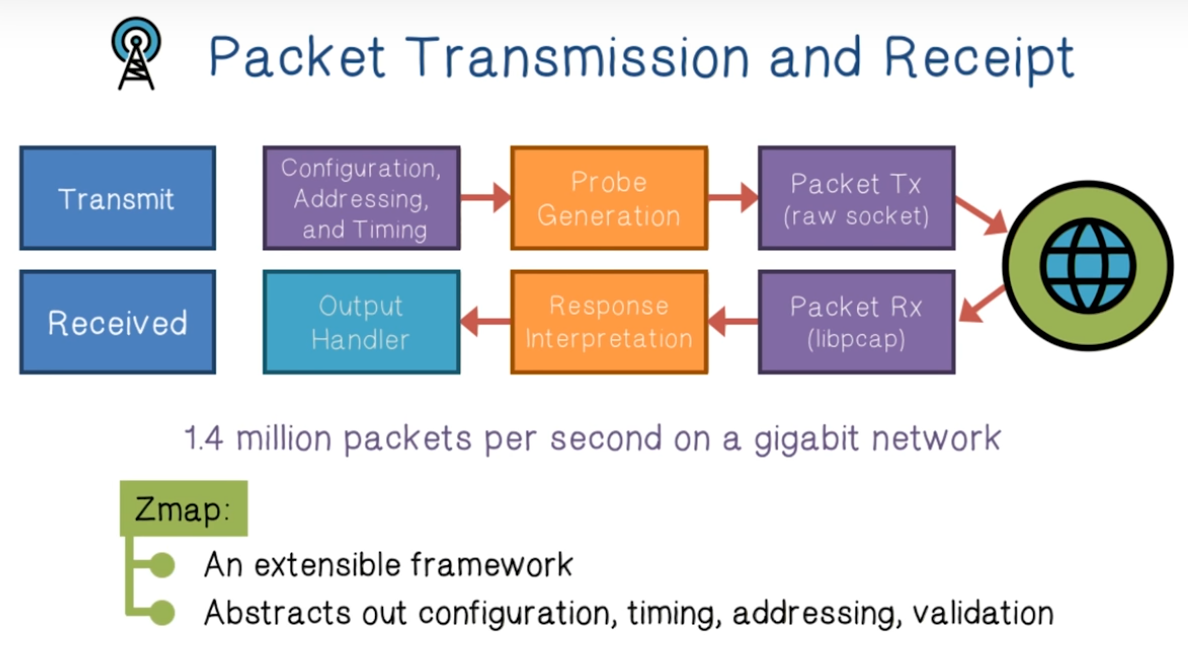 Packet Transmission and Receipt
Transmit
Configuration,
Addressing,
and Timing
Probe
Generation
Packet Tx
(raw socket)
Received
Output
Handler
Response
Interpretation
Packet Rx
(libpcap)
1.4 million packets per second on a gigabit network
Zmap:
An extensible framework
Abstracts out configuration, timing, addressing, validation